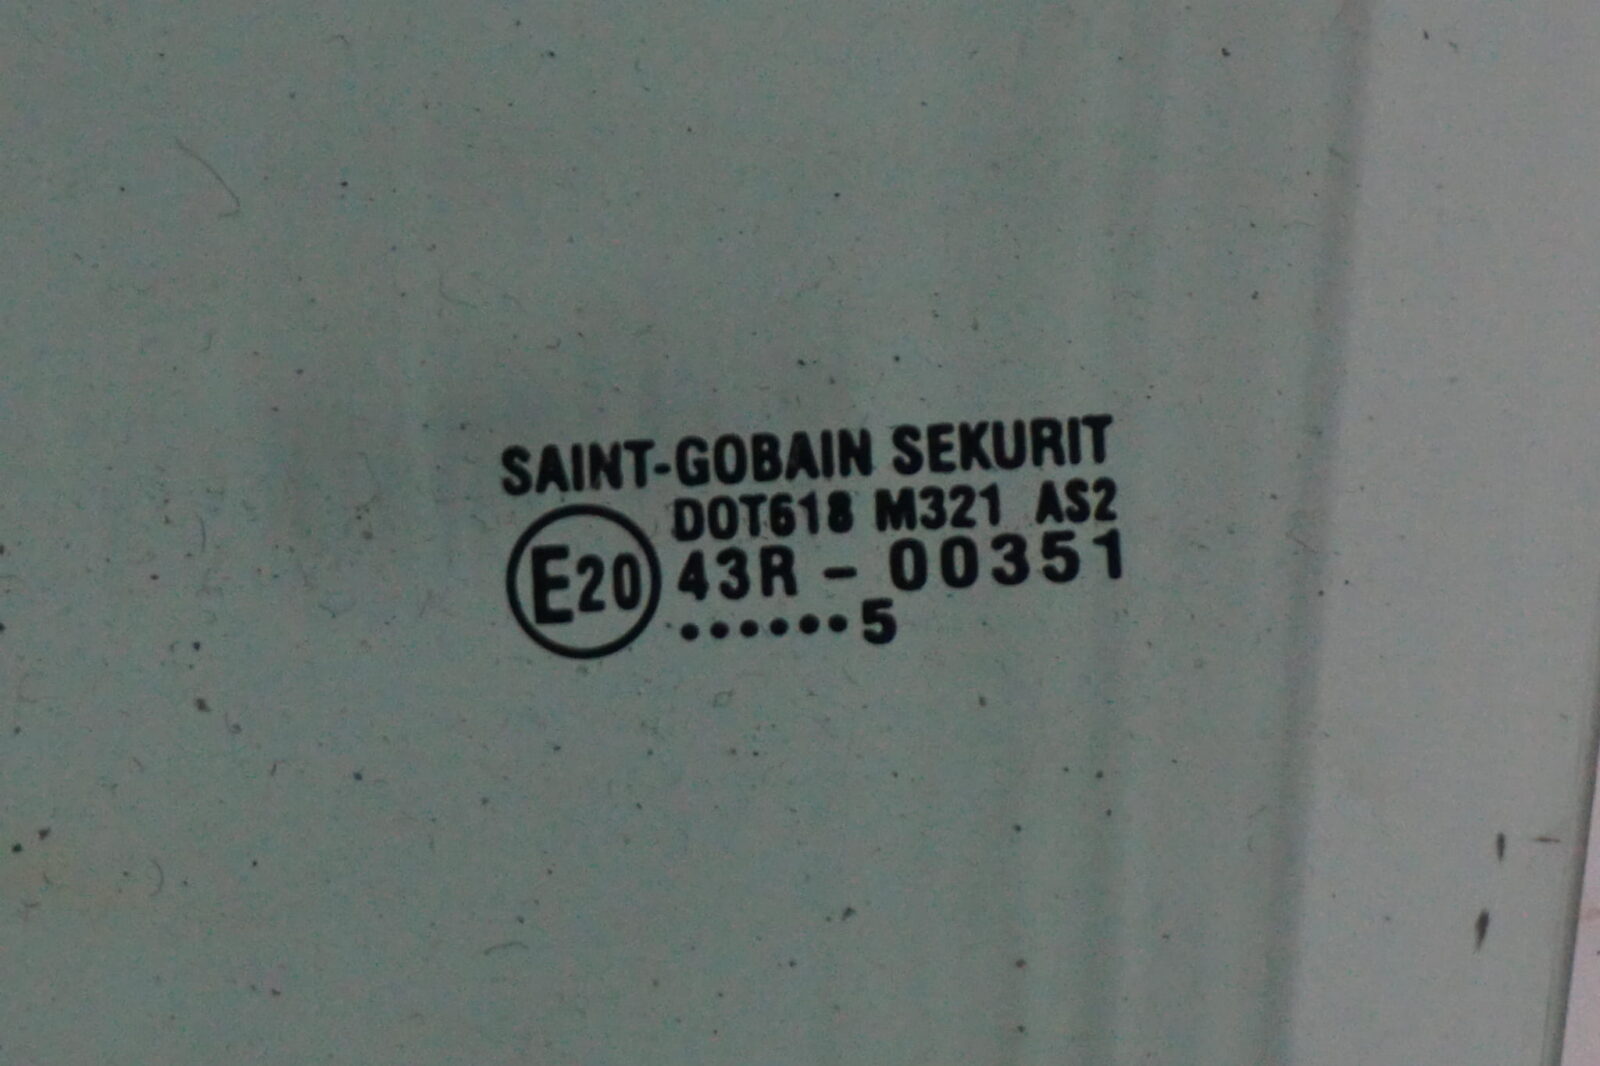 SAINT-GOBAIN SEKURIT
DOT618 M321 AS2
E20 43R - 00351
......5